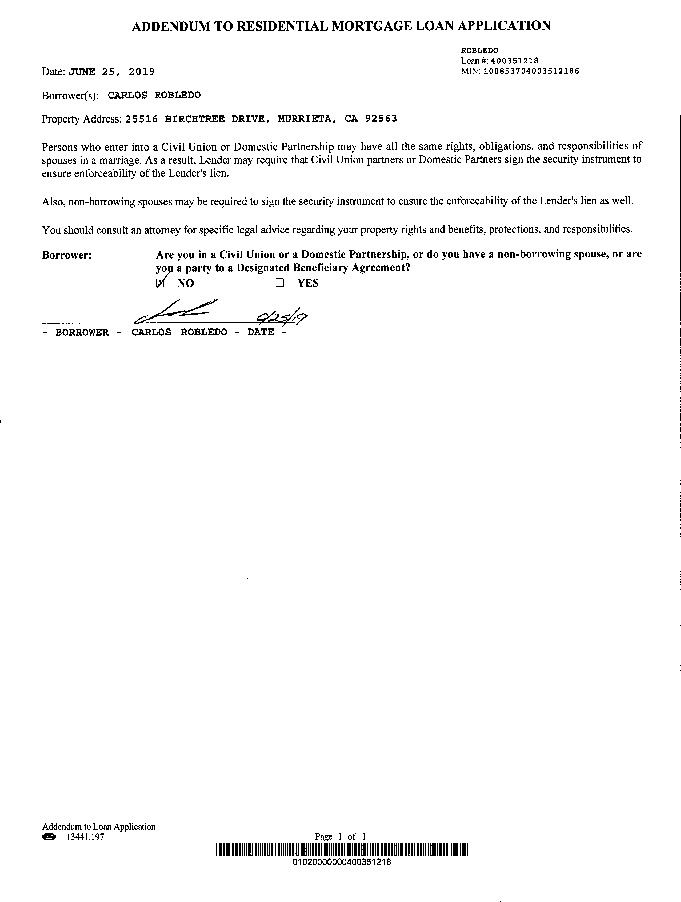 ADDENDUM TO RESIDENTIAL MORTGAGE LOAN APPLICATION
ROBLEDO
Loan #: 400351218
MIN: 100853704003512186
Date: JUNE 25, 2019
Borrower(s): CARLOS ROBLEDO
Property Address: 25516 BIRCHTREE DRIVE, MURRIETA, CA 92563
Persons who enter into a Civil Union or Domestic Partnership may have all the same rights, obligations, and responsibilities of
spouses in a marriage. As a result, Lender may require that Civil Union partners or Domestic Partners sign the security instrument to
ensure enforceability of the Lender's lien.
Also, non-borrowing spouses may be required to sign the security instrument to ensure the enforceability of the Lender's lien as well.
You should consult an attorney for specific legal advice regarding your property rights and benefits, protections, and responsibilities.
Borrower: Are you in a Civil Union or a Domestic Partnership, or do you have a non-borrowing spouse, or are
you a party to a Designated Beneficiary Agreement?
NO YES
- BORROWER - CARLOS ROBLEDO - DATE -
Addendum to Loan Application
13441.197
Page 1 of 1
01020000000400351218